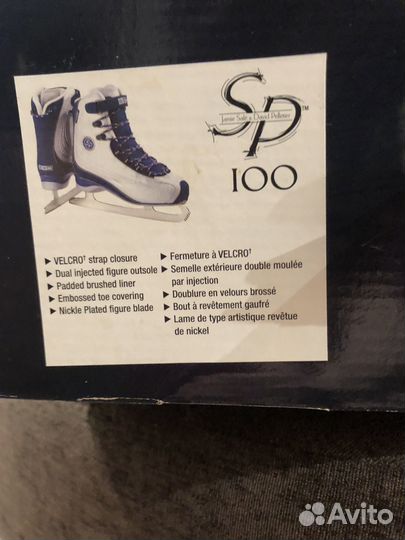 SP™
Jamie Salé & David Pelletier
100
▶ VELCRO† strap closure
▶ Dual injected figure outsole
▶ Padded brushed liner
▶ Embossed toe covering
▶ Nickle Plated figure blade
▶ Fermeture à VELCRO†
▶ Semelle extérieure double moulée
par injection
▶ Doublure en velours brossé
▶ Bout à revêtement gaufré
▶ Lame de type artistique revêtue
de nickel
Avito